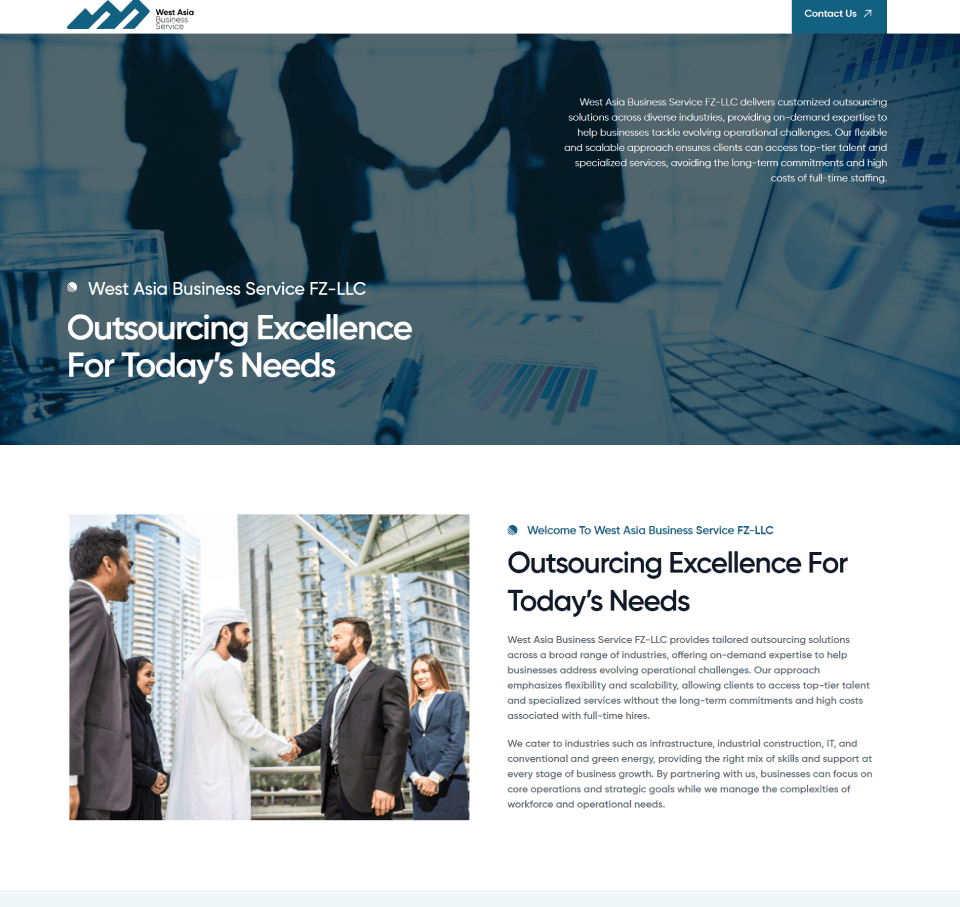 West Asia
Business
Service
Contact Us
West Asia Business Service FZ-LLC delivers customized outsourcing
solutions across diverse industries, providing on-demand expertise to
help businesses tackle evolving operational challenges. Our flexible
and scalable approach ensures clients can access top-tier talent and
specialized services, avoiding the long-term commitments and high
costs of full-time staffing.
West Asia Business Service FZ-LLC
Outsourcing Excellence
For Today's Needs
Welcome To West Asia Business Service FZ-LLC
Outsourcing Excellence For
Today's Needs
West Asia Business Service FZ-LLC provides tailored outsourcing solutions
across a broad range of industries, offering on-demand expertise to help
businesses address evolving operational challenges. Our approach
emphasizes flexibility and scalability, allowing clients to access top-tier talent
and specialized services without the long-term commitments and high costs
associated with full-time hires.
We cater to industries such as infrastructure, industrial construction, IT, and
conventional and green energy, providing the right mix of skills and support at
every stage of business growth. By partnering with us, businesses can focus on
core operations and strategic goals while we manage the complexities of
workforce and operational needs.